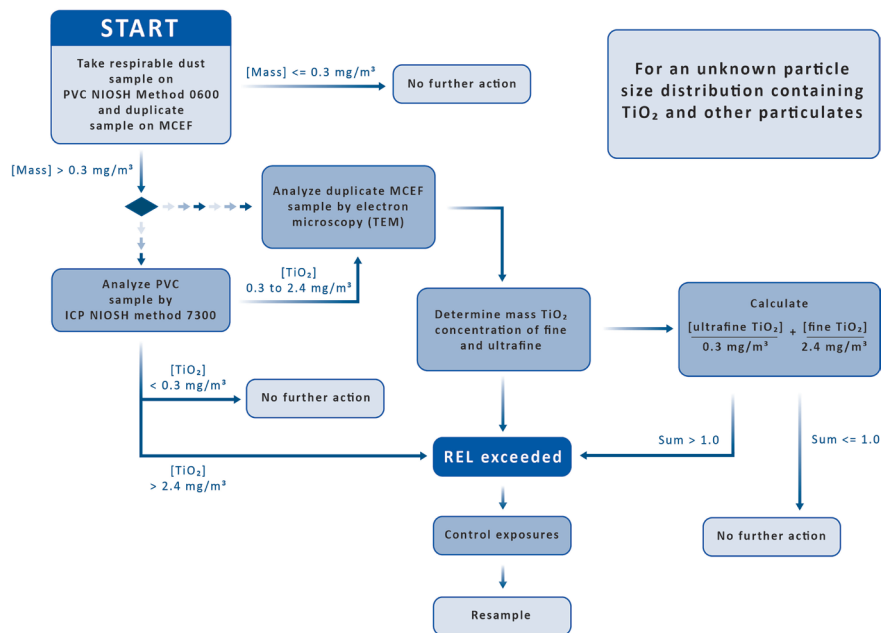 START
Take respirable dust
sample on
PVC NIOSH Method 0600
and duplicate
sample on MCEF
[Mass] <= 0.3 mg/m³
No further action
For an unknown particle
size distribution containing
TiO₂ and other particulates
[Mass] > 0.3 mg/m³
Analyze duplicate MCEF
sample by electron
microscopy (TEM)
Analyze PVC
sample by
ICP NIOSH method 7300
[TiO₂]
0.3 to 2.4 mg/m³
Determine mass TiO₂
concentration of fine
and ultrafine
Calculate
[ultrafine TiO₂] + [fine TiO₂]
0.3 mg/m³ 2.4 mg/m³
[TiO₂]
< 0.3 mg/m³
No further action
[TiO₂]
> 2.4 mg/m³
REL exceeded
Sum > 1.0
Sum <= 1.0
Control exposures
No further action
Resample